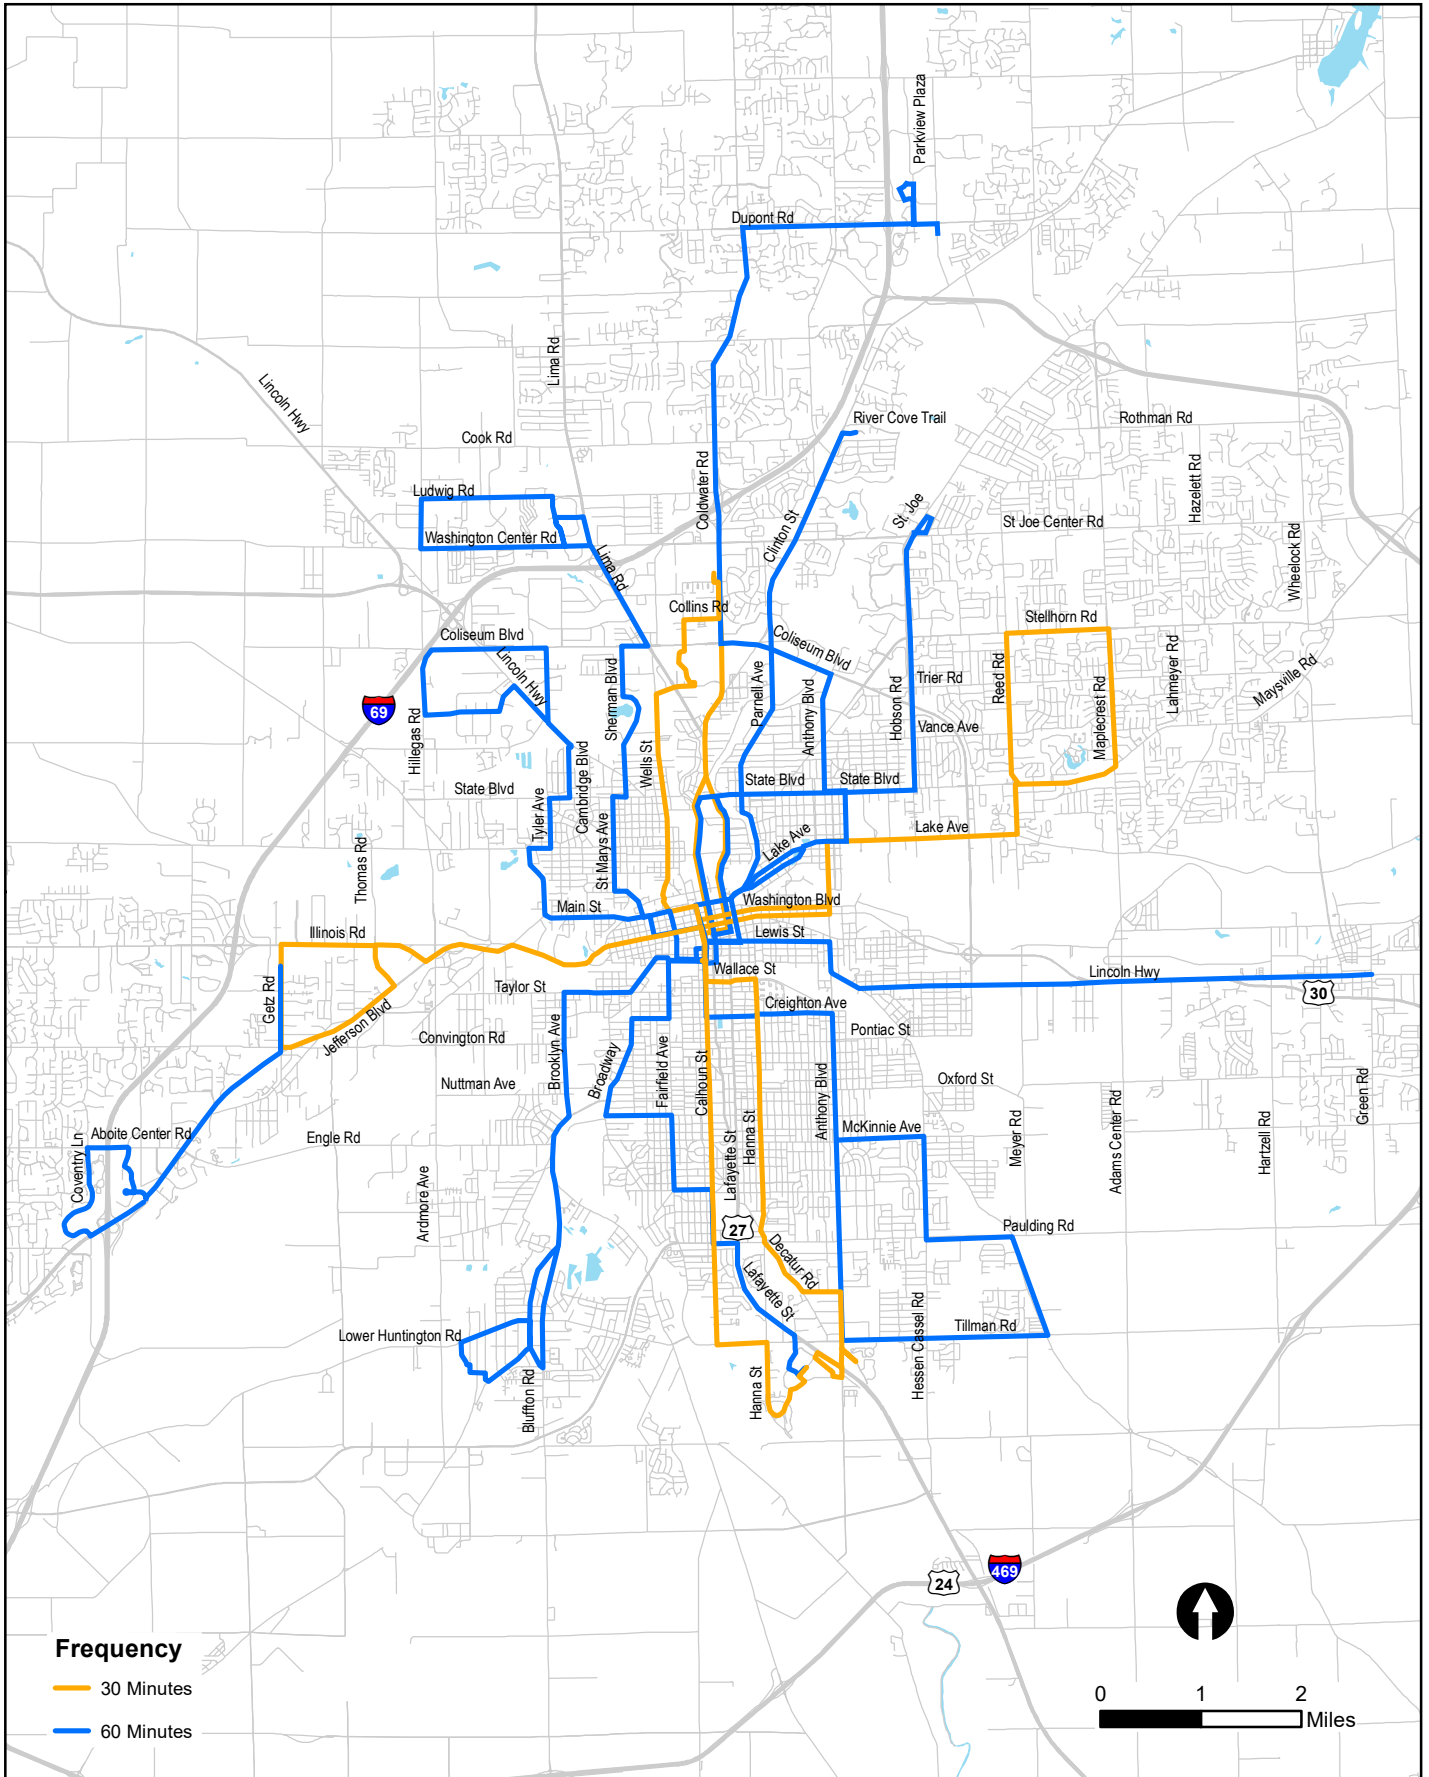 Parkview Plaza
Dupont Rd
Lima Rd
Lincoln Hwy
River Cove Trail
Rothman Rd
Cook Rd
Coldwater Rd
Hazelett Rd
Ludwig Rd
St. Joe
St Joe Center Rd
Washington Center Rd
Clinton St
Wheelock Rd
Lima Rd
Collins Rd
Stellhorn Rd
Coliseum Blvd
Coliseum Blvd
Lincoln Hwy
Sherman Blvd
Parnell Ave
Trier Rd
Reed Rd
Lahmeyer Rd
Maysville Rd
69
Hillegas Rd
Anthony Blvd
Hobson Rd
Vance Ave
Maplecrest Rd
Wells St
Cambridge Blvd
State Blvd
State Blvd
State Blvd
Tyler Ave
Lake Ave
Lake Ave
Thomas Rd
St Marys Ave
Main St
Washington Blvd
Illinois Rd
Lewis St
Wallace St
Lincoln Hwy
30
Getz Rd
Taylor St
Creighton Ave
Jefferson Blvd
Convington Rd
Brooklyn Ave
Pontiac St
Nuttman Ave
Broadway
Fairfield Ave
Calhoun St
Oxford St
Anthony Blvd
Green Rd
Aboite Center Rd
Engle Rd
Hanna St
McKinnie Ave
Meyer Rd
Adams Center Rd
Hartzell Rd
Coventry Ln
Ardmore Ave
Lafayette St
27
Paulding Rd
Decatur Rd
Lafayette St
Lower Huntington Rd
Tillman Rd
Hessen Cassel Rd
Bluffton Rd
Hanna St
469
24
Frequency
30 Minutes
60 Minutes
0 1 2
Miles